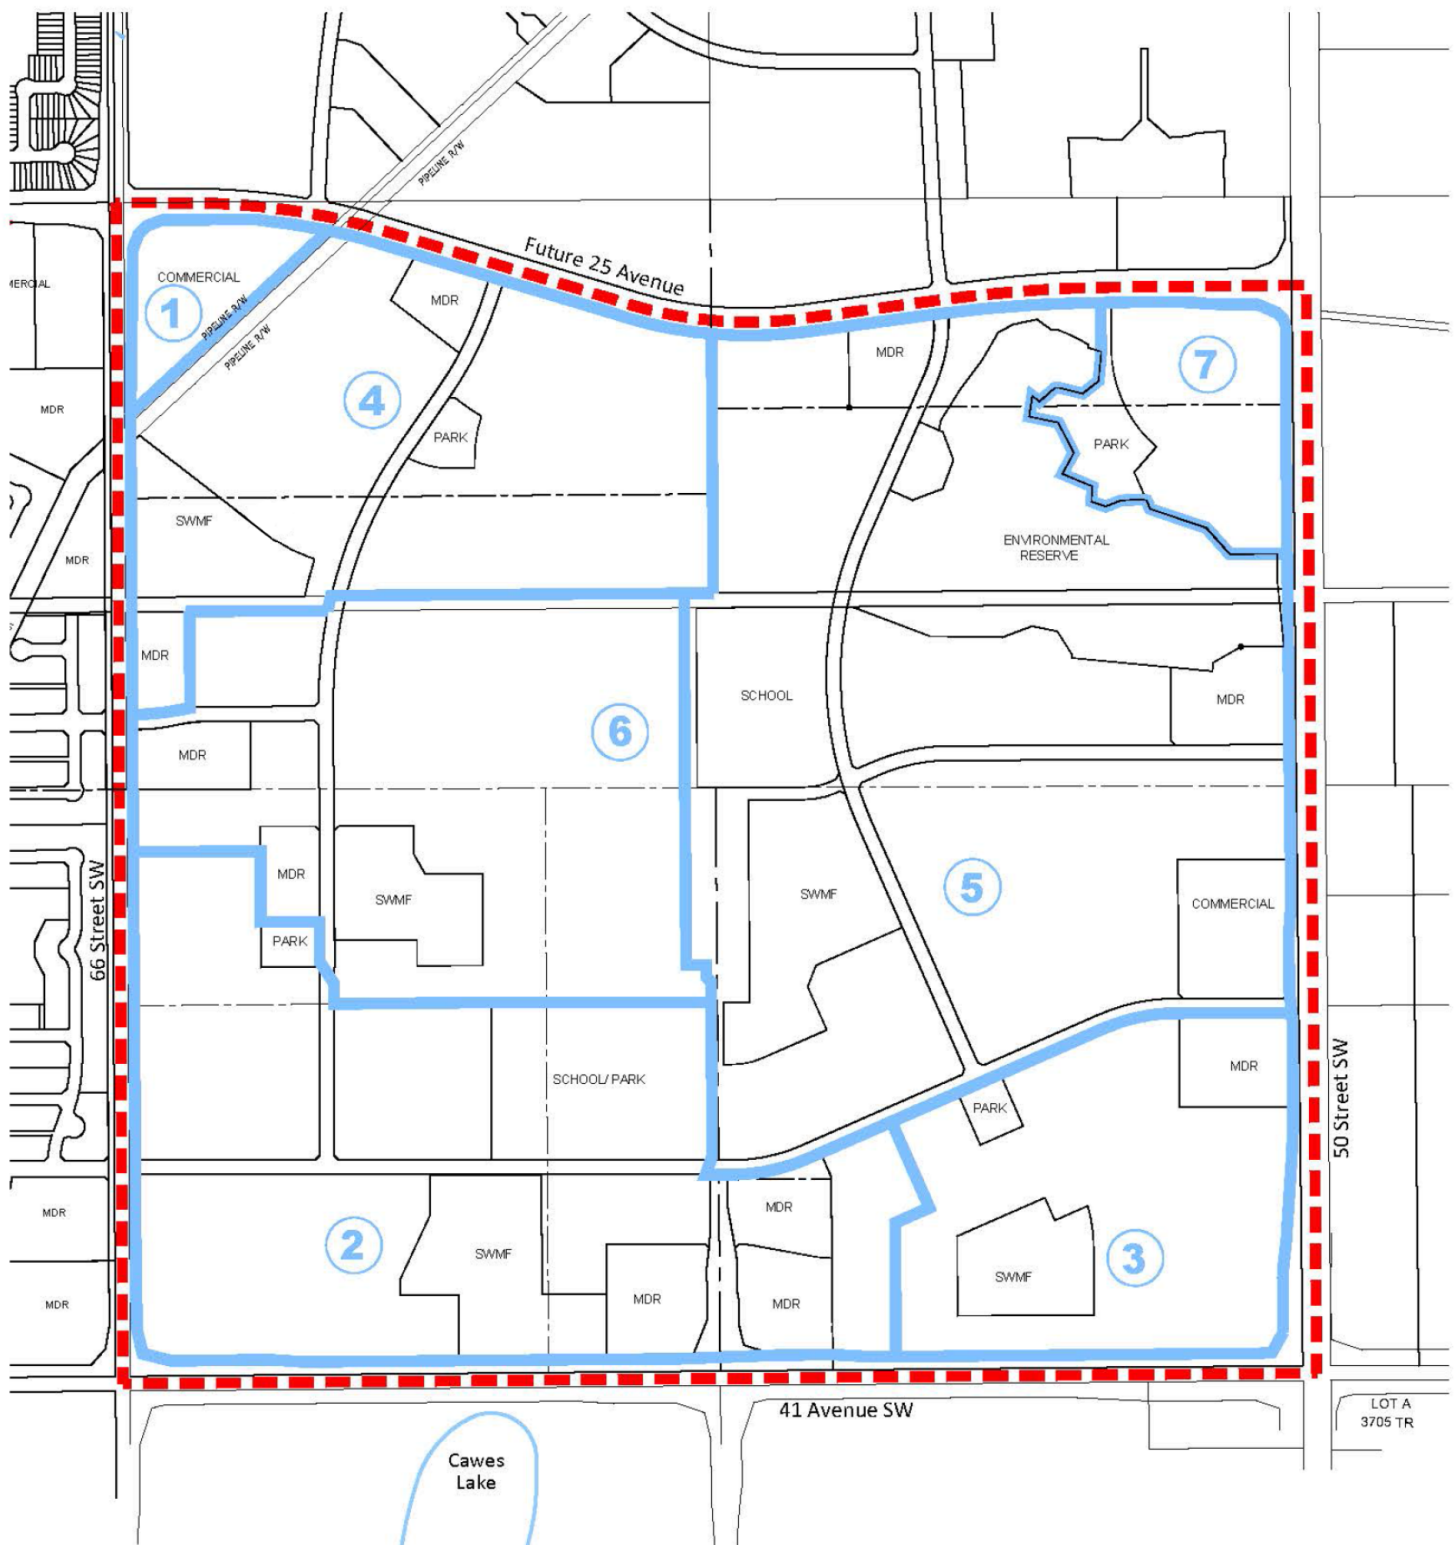 PIPELINE R/W
Future 25 Avenue
COMMERCIAL
1
PIPELINE R/W
PIPELINE R/W
MDR
4
PARK
MDR
7
PARK
MDR
SWMF
MDR
ENVIRONMENTAL
RESERVE
MDR
SCHOOL
MDR
6
MDR
66 Street SW
MDR
SWMF
PARK
SWMF
5
COMMERCIAL
SCHOOL/ PARK
PARK
MDR
50 Street SW
MDR
2
SWMF
MDR
MDR
MDR
SWMF
3
MDR
41 Avenue SW
LOT A
3705 TR
Cawes
Lake